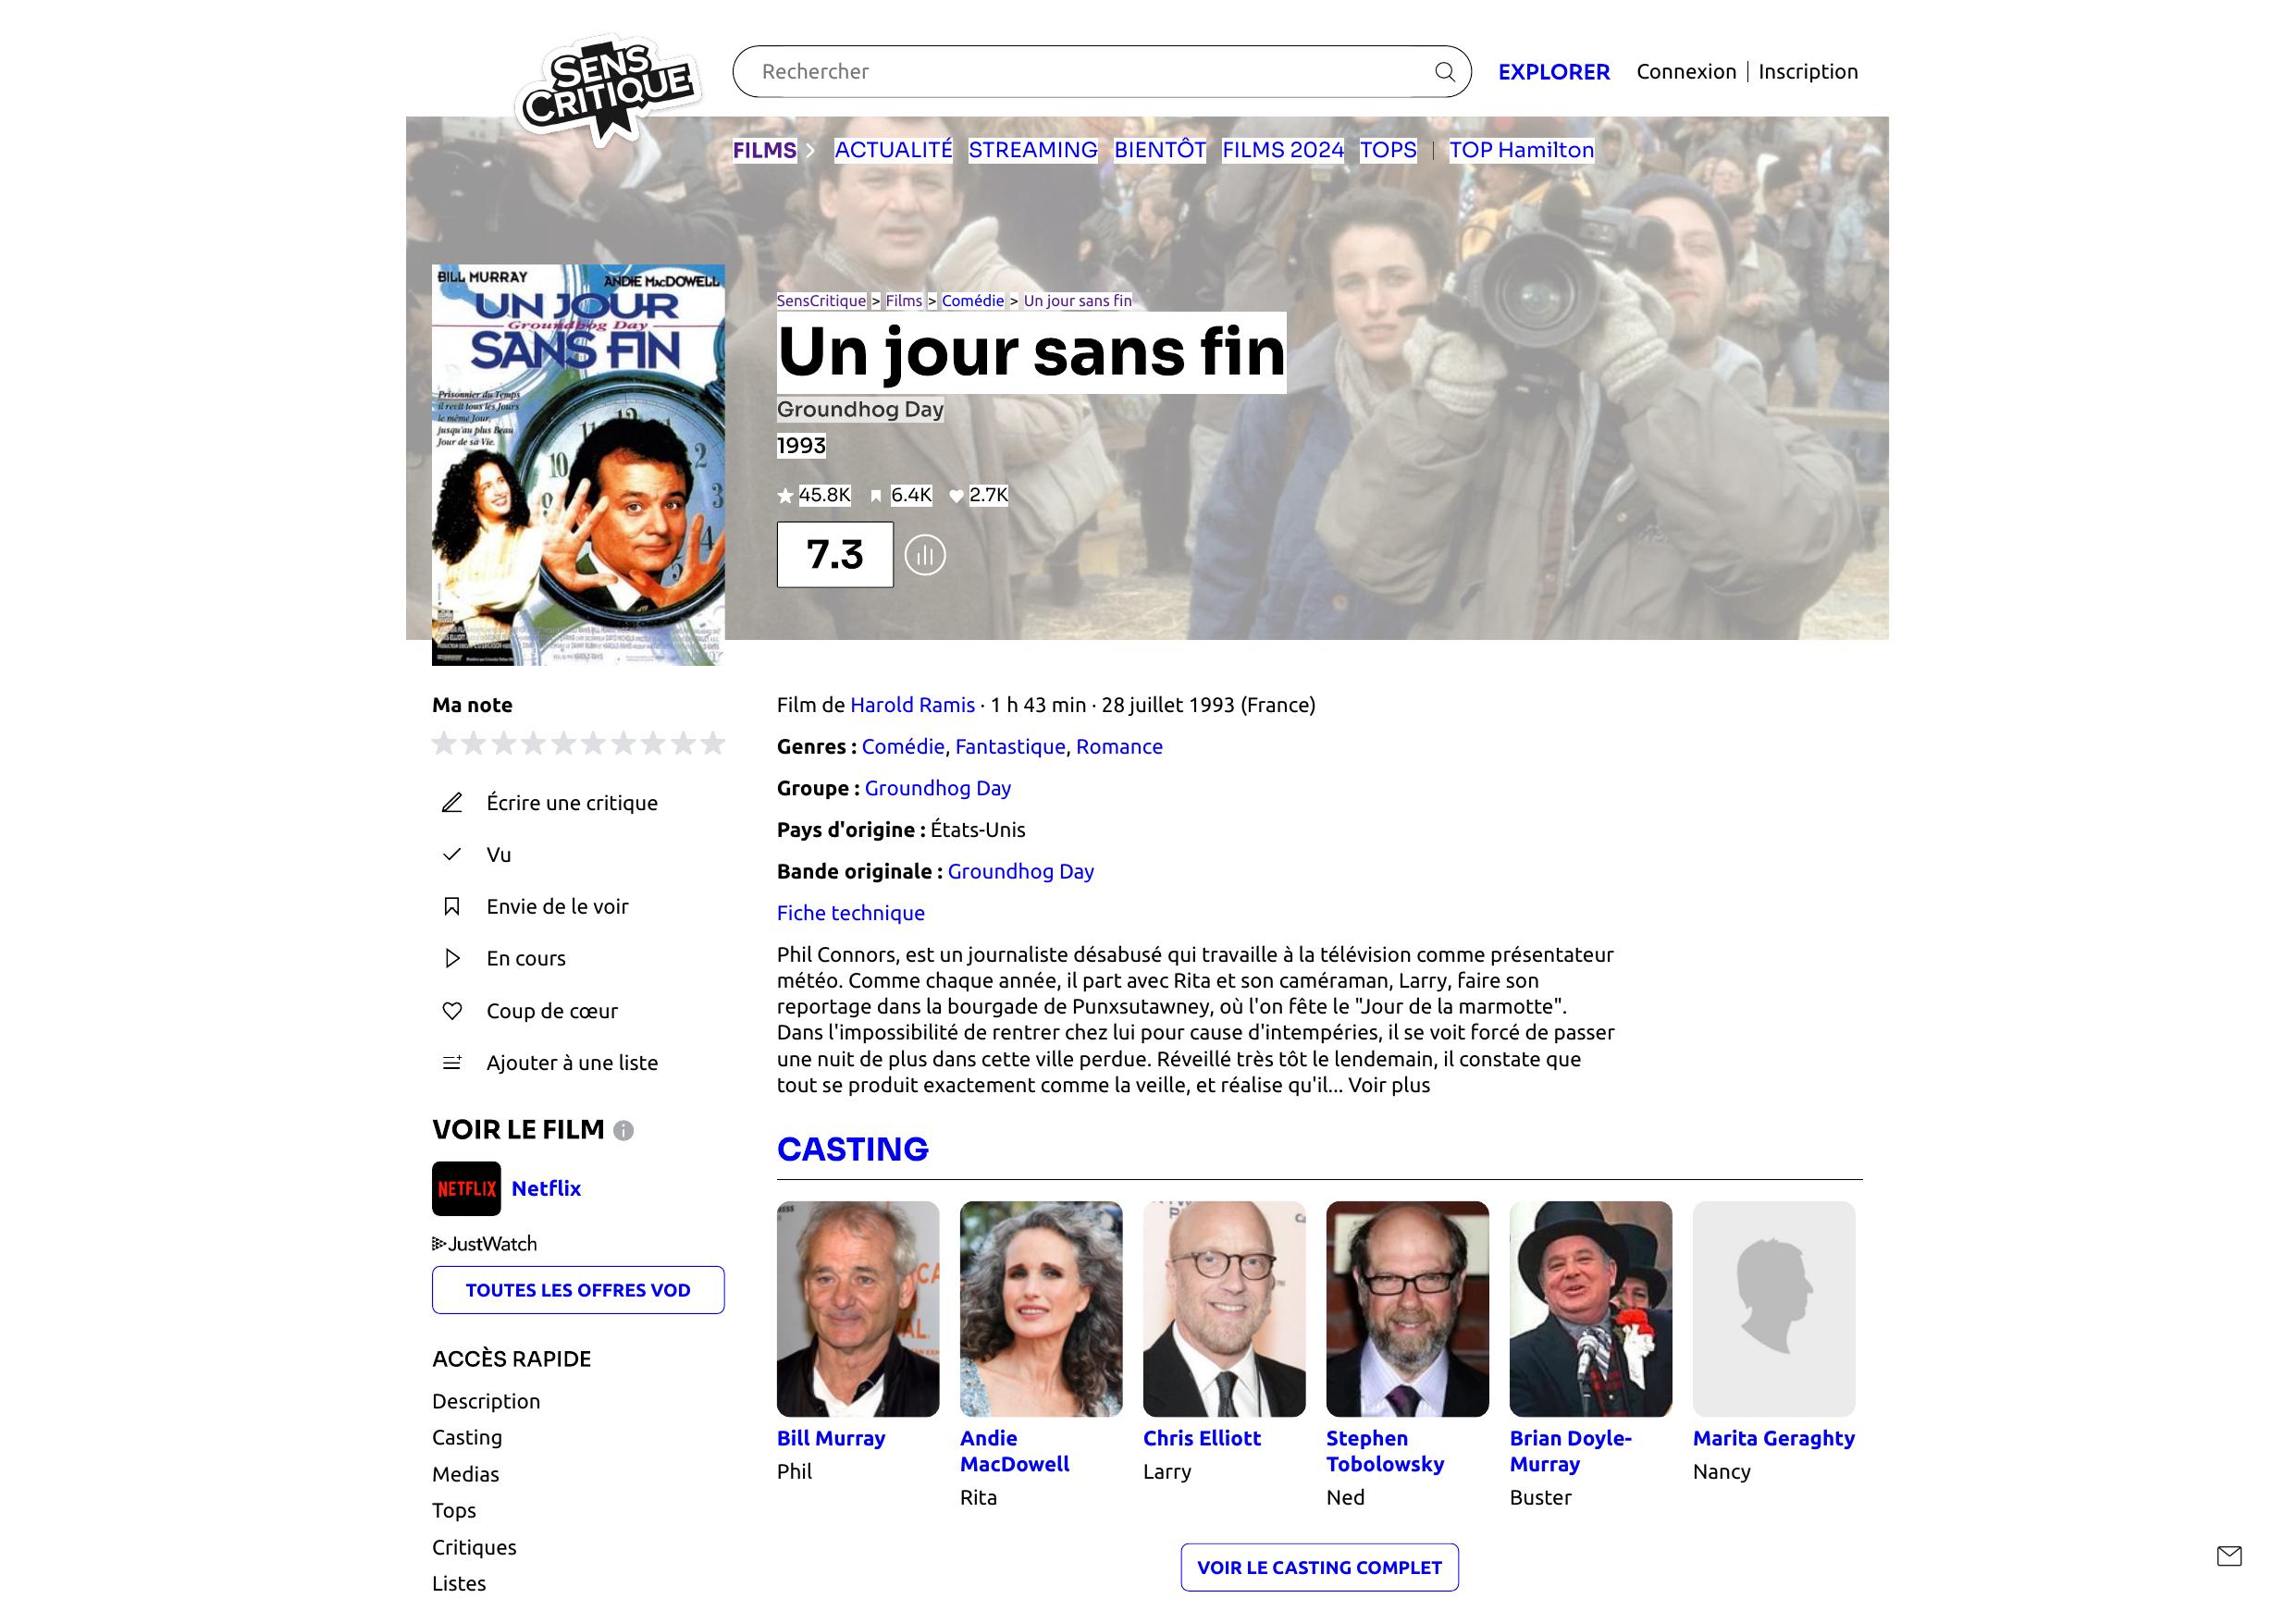 SENS
CRITIQUE
Rechercher
EXPLORER
Connexion | Inscription
FILMS
ACTUALITÉ
STREAMING
BIENTÔT
FILMS 2024
TOPS
|
TOP Hamilton
BILL MURRAY
ANDIE MACDOWELL
UN JOUR
Groundhog Day
SANS FIN
Prisonnier du Temps
il revit tous les Jours
le même Jour,
jusqu'au plus Beau
Jour de sa Vie.
SensCritique > Films > Comédie > Un jour sans fin
Un jour sans fin
Groundhog Day
1993
45.8K
6.4K
2.7K
7.3
Ma note
Écrire une critique
Vu
Envie de le voir
En cours
Coup de cœur
Ajouter à une liste
VOIR LE FILM
NETFLIX
Netflix
JustWatch
TOUTES LES OFFRES VOD
ACCÈS RAPIDE
Description
Casting
Medias
Tops
Critiques
Listes
Film de Harold Ramis · 1 h 43 min · 28 juillet 1993 (France)
Genres : Comédie, Fantastique, Romance
Groupe : Groundhog Day
Pays d'origine : États-Unis
Bande originale : Groundhog Day
Fiche technique
Phil Connors, est un journaliste désabusé qui travaille à la télévision comme présentateur
météo. Comme chaque année, il part avec Rita et son caméraman, Larry, faire son
reportage dans la bourgade de Punxsutawney, où l'on fête le "Jour de la marmotte".
Dans l'impossibilité de rentrer chez lui pour cause d'intempéries, il se voit forcé de passer
une nuit de plus dans cette ville perdue. Réveillé très tôt le lendemain, il constate que
tout se produit exactement comme la veille, et réalise qu'il... Voir plus
CASTING
Bill Murray
Phil
Andie
MacDowell
Rita
Chris Elliott
Larry
Stephen
Tobolowsky
Ned
Brian Doyle-
Murray
Buster
Marita Geraghty
Nancy
VOIR LE CASTING COMPLET